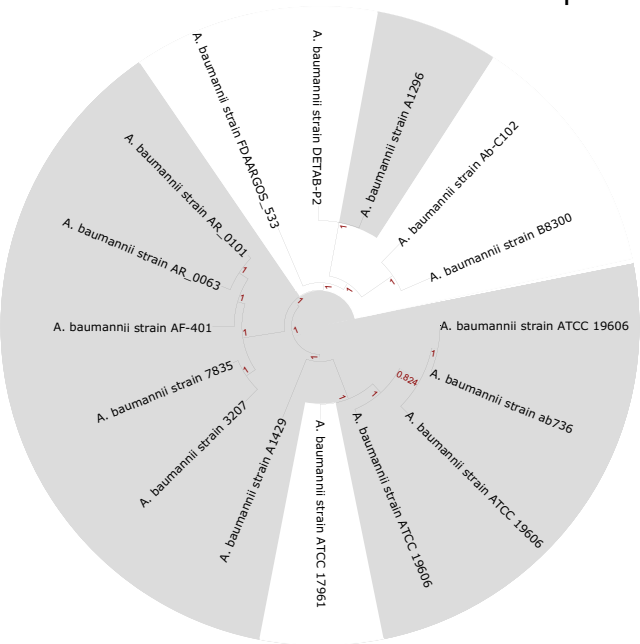 A. baumannii strain FDAARGOS_533
A. baumannii strain DETAB-P2
A. baumannii strain A1296
A. baumannii strain Ab-C102
A. baumannii strain B8300
A. baumannii strain ATCC 19606
A. baumannii strain ab736
A. baumannii strain ATCC 19606
A. baumannii strain ATCC 19606
A. baumannii strain ATCC 17961
A. baumannii strain A1429
A. baumannii strain 3207
A. baumannii strain 7835
A. baumannii strain AF-401
A. baumannii strain AR_0063
A. baumannii strain AR_0101
1
1
1
1
1
1
1
1
1
1
1
1
1
0.824
1